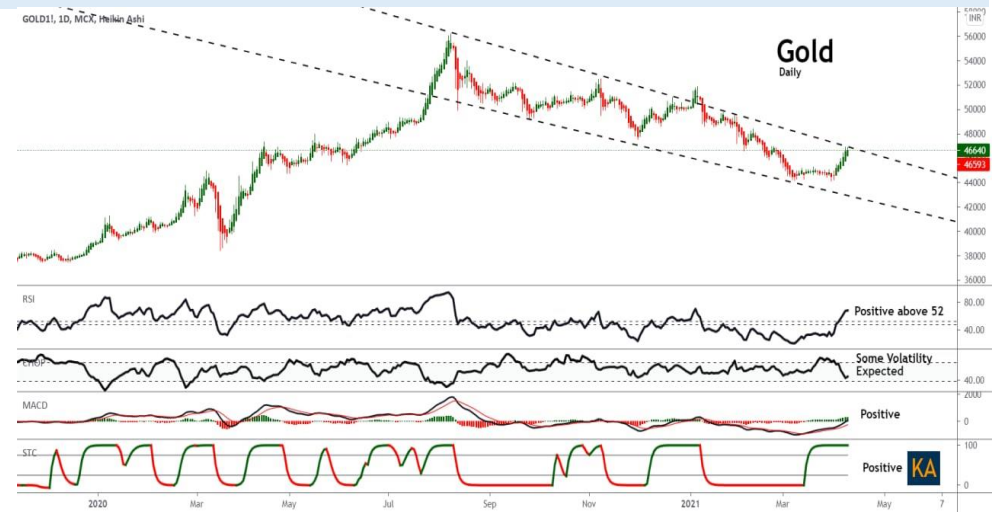 GOLD1!, 1D, MCX, Heikin Ashi
INR
56000
Gold
Daily
54000
52000
50000
48000
46640
46593
44000
42000
40000
38000
36000
RSI
80.00
Positive above 52
40.00
CHOP
Some Volatility
Expected
40.00
MACD
2000
Positive
0
STC
100
Positive KA
0
2020 Mar May Jul Sep Nov 2021 Mar May 7